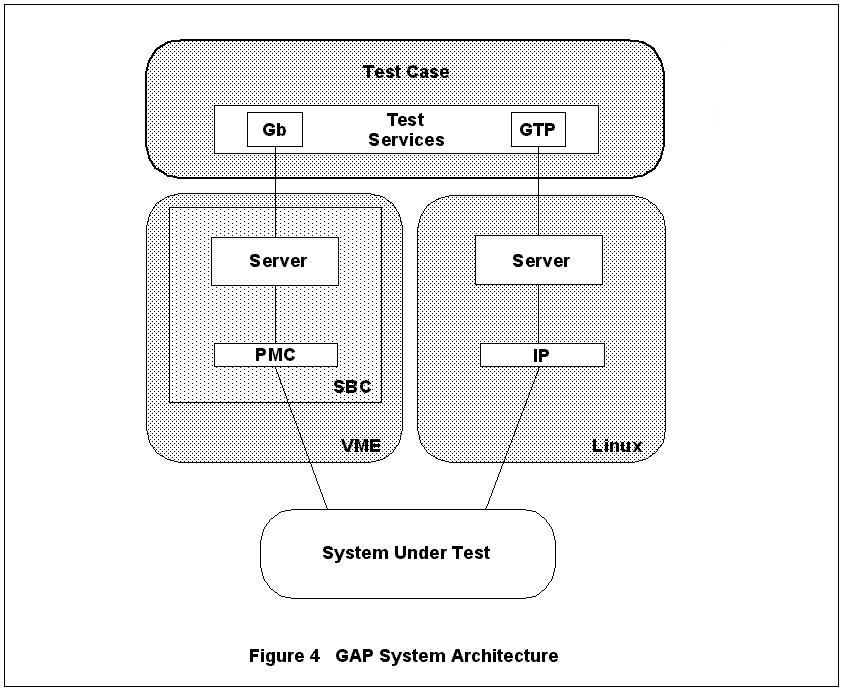 Test Case
Gb
Test
Services
GTP
Server
Server
PMC
IP
SBC
VME
Linux
System Under Test
Figure 4 GAP System Architecture